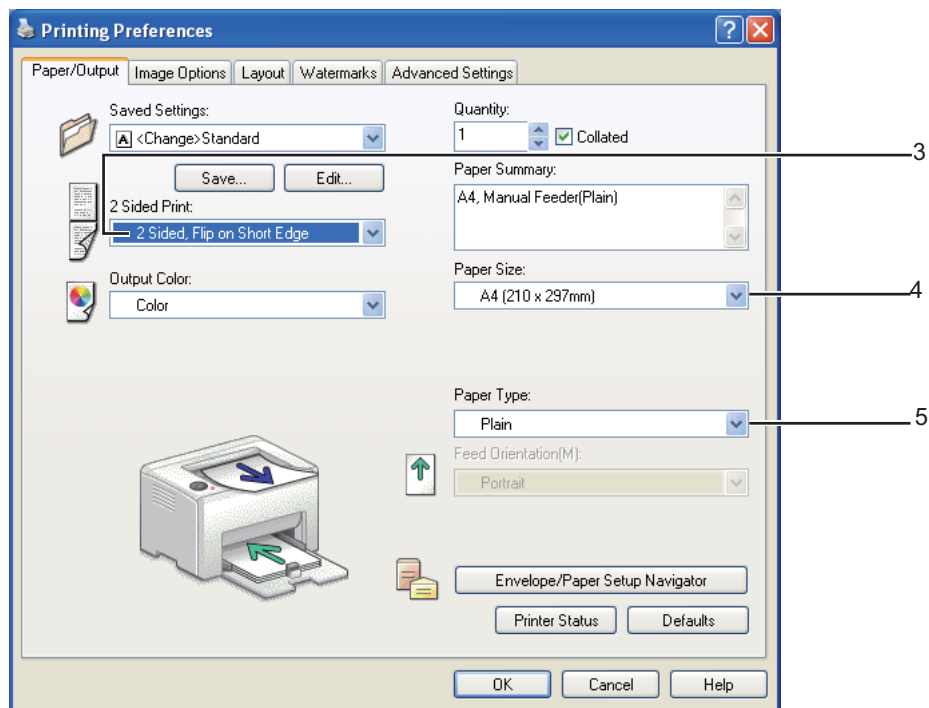 Printing Preferences
Paper/Output Image Options Layout Watermarks Advanced Settings
Saved Settings:
A <Change>Standard
Save... Edit...
2 Sided Print:
2 Sided, Flip on Short Edge
Output Color:
Color
Quantity:
1 Collated
Paper Summary:
A4, Manual Feeder(Plain)
Paper Size:
A4 (210 x 297mm)
Paper Type:
Plain
Feed Orientation(M):
Portrait
Envelope/Paper Setup Navigator
Printer Status Defaults
OK Cancel Help
3
4
5